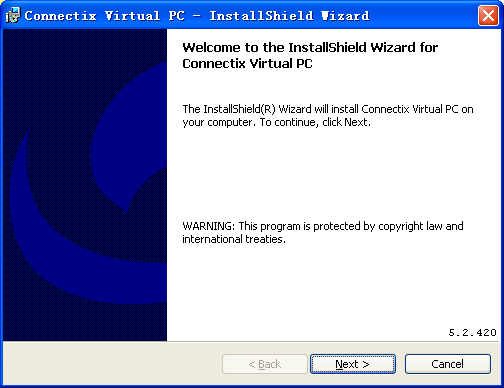 Connectix Virtual PC - InstallShield Wizard
Welcome to the InstallShield Wizard for
Connectix Virtual PC
The InstallShield(R) Wizard will install Connectix Virtual PC on
your computer. To continue, click Next.
WARNING: This program is protected by copyright law and
international treaties.
5.2.420
< Back
Next >
Cancel